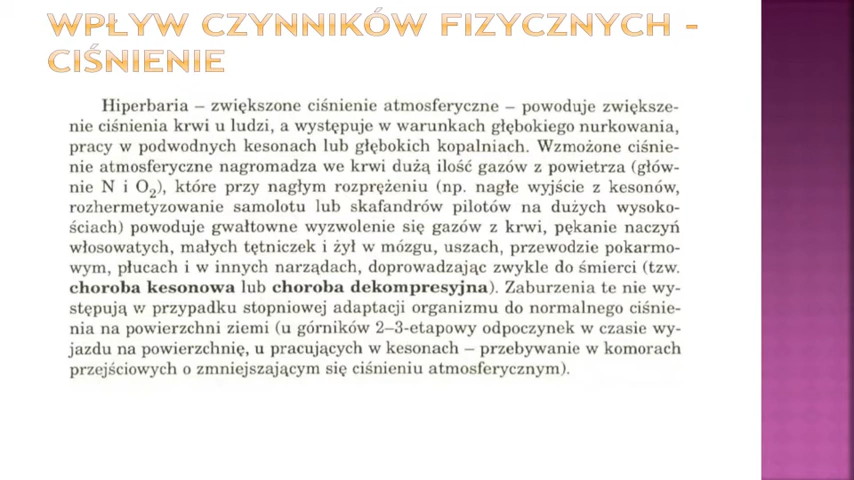 WPŁYW CZYNNIKÓW FIZYCZNYCH -
CIŚNIENIE
Hiperbaria – zwiększone ciśnienie atmosferyczne – powoduje zwiększe-
nie ciśnienia krwi u ludzi, a występuje w warunkach głębokiego nurkowania,
pracy w podwodnych kesonach lub głębokich kopalniach. Wzmożone ciśnie-
nie atmosferyczne nagromadza we krwi dużą ilość gazów z powietrza (głów-
nie N i O₂), które przy nagłym rozprężeniu (np. nagłe wyjście z kesonów,
rozhermetyzowanie samolotu lub skafandrów pilotów na dużych wysoko-
ściach) powoduje gwałtowne wyzwolenie się gazów z krwi, pękanie naczyń
włosowatych, małych tętniczek i żył w mózgu, uszach, przewodzie pokarmo-
wym, płucach i w innych narządach, doprowadzając zwykle do śmierci (tzw.
choroba kesonowa lub choroba dekompresyjna). Zaburzenia te nie wy-
stępują w przypadku stopniowej adaptacji organizmu do normalnego ciśnie-
nia na powierzchni ziemi (u górników 2–3-etapowy odpoczynek w czasie wy-
jazdu na powierzchnię, u pracujących w kesonach – przebywanie w komorach
przejściowych o zmniejszającym się ciśnieniu atmosferycznym).